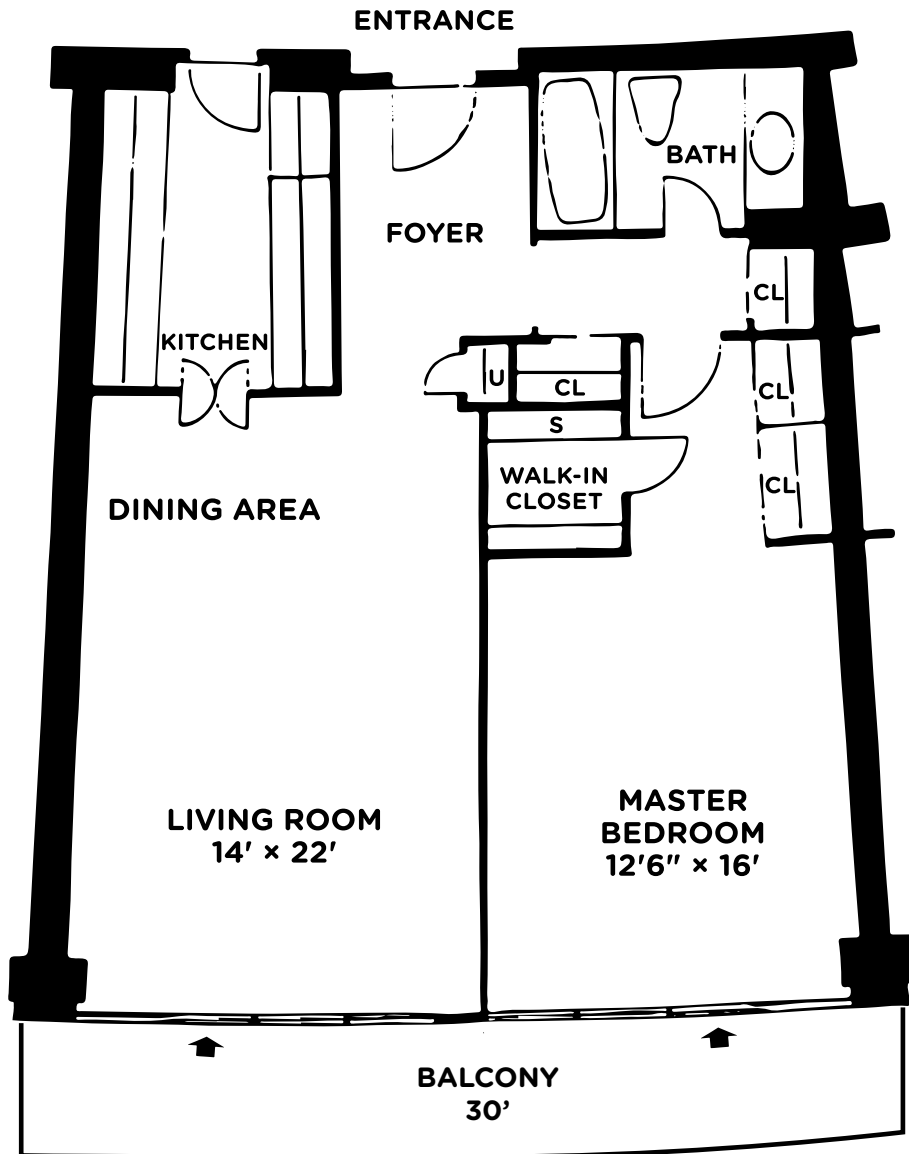 ENTRANCE
BATH
FOYER
CL
KITCHEN
U
CL
CL
S
WALK-IN
CLOSET
CL
DINING AREA
LIVING ROOM
14' × 22'
MASTER
BEDROOM
12'6" × 16'
BALCONY
30'